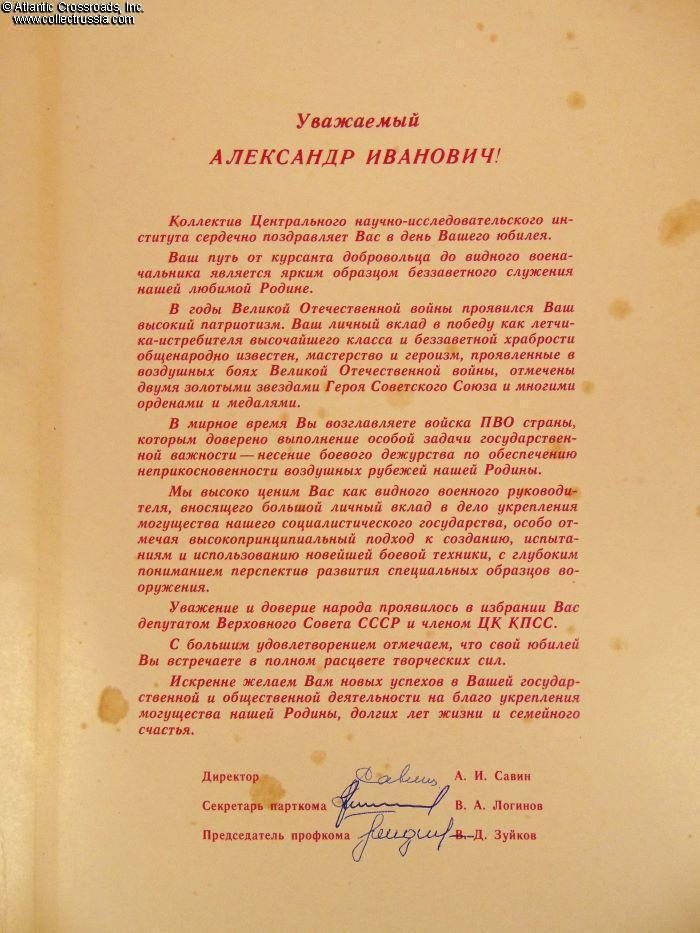 © Atlantic Crossroads, Inc.
www.collectrussia.com
Уважаемый
АЛЕКСАНДР ИВАНОВИЧ!
Коллектив Центрального научно-исследовательского ин-
ститута сердечно поздравляет Вас в день Вашего юбилея.
Ваш путь от курсанта добровольца до видного воена-
чальника является ярким образцом беззаветного служения
нашей любимой Родине.
В годы Великой Отечественной войны проявился Ваш
высокий патриотизм. Ваш личный вклад в победу как летчи-
ка-истребителя высочайшего класса и беззаветной храбрости
общенародно известен, мастерство и героизм, проявленные в
воздушных боях Великой Отечественной войны, отмечены
двумя золотыми звездами Героя Советского Союза и многими
орденами и медалями.
В мирное время Вы возглавляете войска ПВО страны,
которым доверено выполнение особой задачи государствен-
ной важности — несение боевого дежурства по обеспечению
неприкосновенности воздушных рубежей нашей Родины.
Мы высоко ценим Вас как видного военного руководи-
теля, вносящего большой личный вклад в дело укрепления
могущества нашего социалистического государства, особо от-
мечая высокопринципиальный подход к созданию, испыта-
ниям и использованию новейшей боевой техники, с глубоким
пониманием перспектив развития специальных образцов во-
оружения.
Уважение и доверие народа проявилось в избрании Вас
депутатом Верховного Совета СССР и членом ЦК КПСС.
С большим удовлетворением отмечаем, что свой юбилей
Вы встречаете в полном расцвете творческих сил.
Искренне желаем Вам новых успехов в Вашей государ-
ственной и общественной деятельности на благо укрепления
могущества нашей Родины, долгих лет жизни и семейного
счастья.
Директор А. И. Савин
Секретарь парткома В. А. Логинов
Председатель профкома В. Д. Зуйков